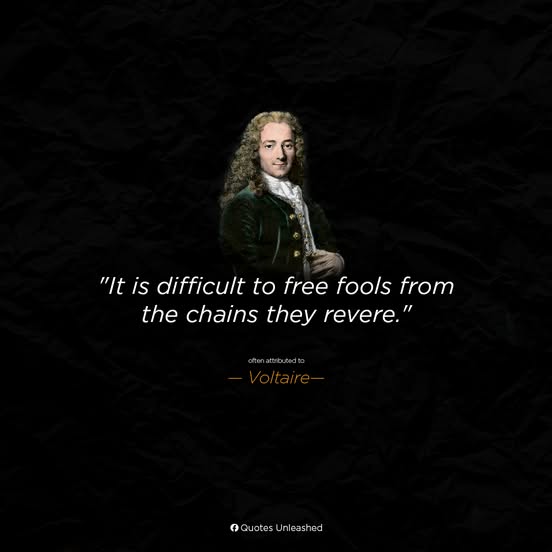 "It is difficult to free fools from
the chains they revere."
often attributed to
— Voltaire—
Quotes Unleashed